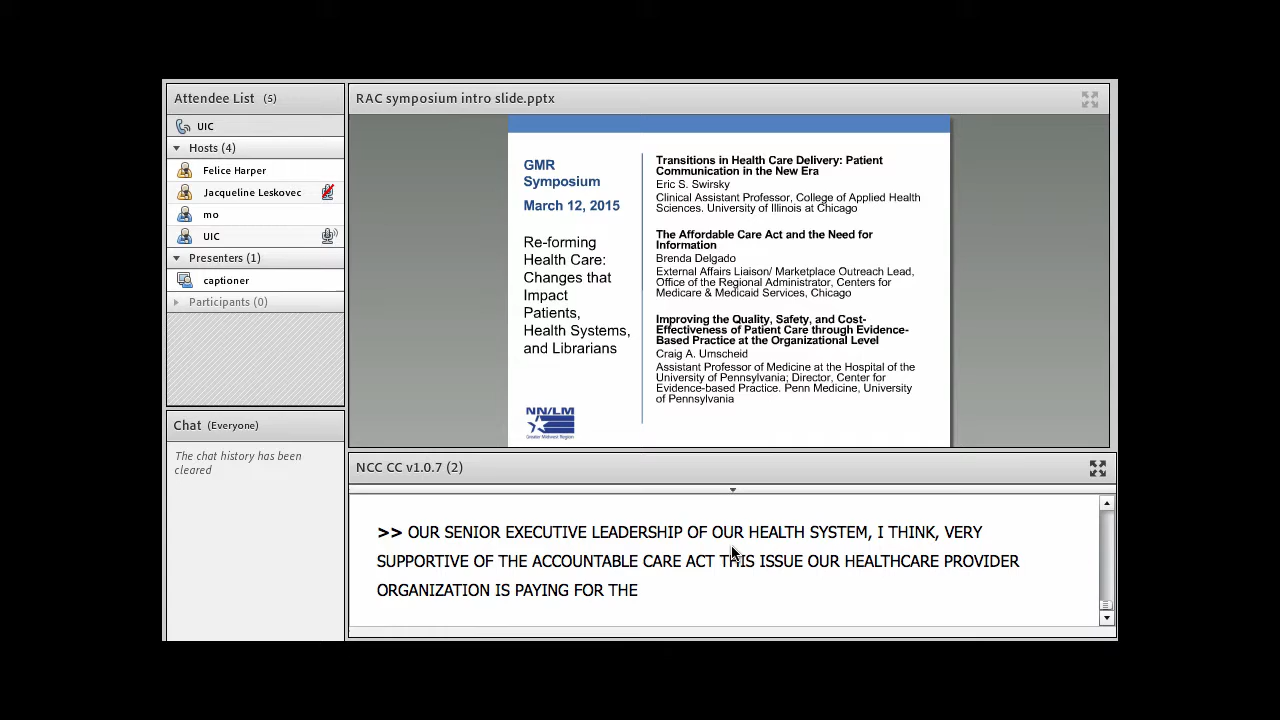 Attendee List (5)
UIC
Hosts (4)
Felice Harper
Jacqueline Leskovec
mo
UIC
Presenters (1)
captioner
Participants (0)
Chat (Everyone)
The chat history has been
cleared
RAC symposium intro slide.pptx
GMR
Symposium
March 12, 2015
Re-forming
Health Care:
Changes that
Impact
Patients,
Health Systems,
and Librarians
NN/LM
Greater Midwest Region
Transitions in Health Care Delivery: Patient
Communication in the New Era
Eric S. Swirsky
Clinical Assistant Professor, College of Applied Health
Sciences. University of Illinois at Chicago
The Affordable Care Act and the Need for
Information
Brenda Delgado
External Affairs Liaison/ Marketplace Outreach Lead,
Office of the Regional Administrator, Centers for
Medicare & Medicaid Services, Chicago
Improving the Quality, Safety, and Cost-
Effectiveness of Patient Care through Evidence-
Based Practice at the Organizational Level
Craig A. Umscheid
Assistant Professor of Medicine at the Hospital of the
University of Pennsylvania; Director, Center for
Evidence-based Practice. Penn Medicine, University
of Pennsylvania
NCC CC v1.0.7 (2)
>> OUR SENIOR EXECUTIVE LEADERSHIP OF OUR HEALTH SYSTEM, I THINK, VERY
SUPPORTIVE OF THE ACCOUNTABLE CARE ACT THIS ISSUE OUR HEALTHCARE PROVIDER
ORGANIZATION IS PAYING FOR THE